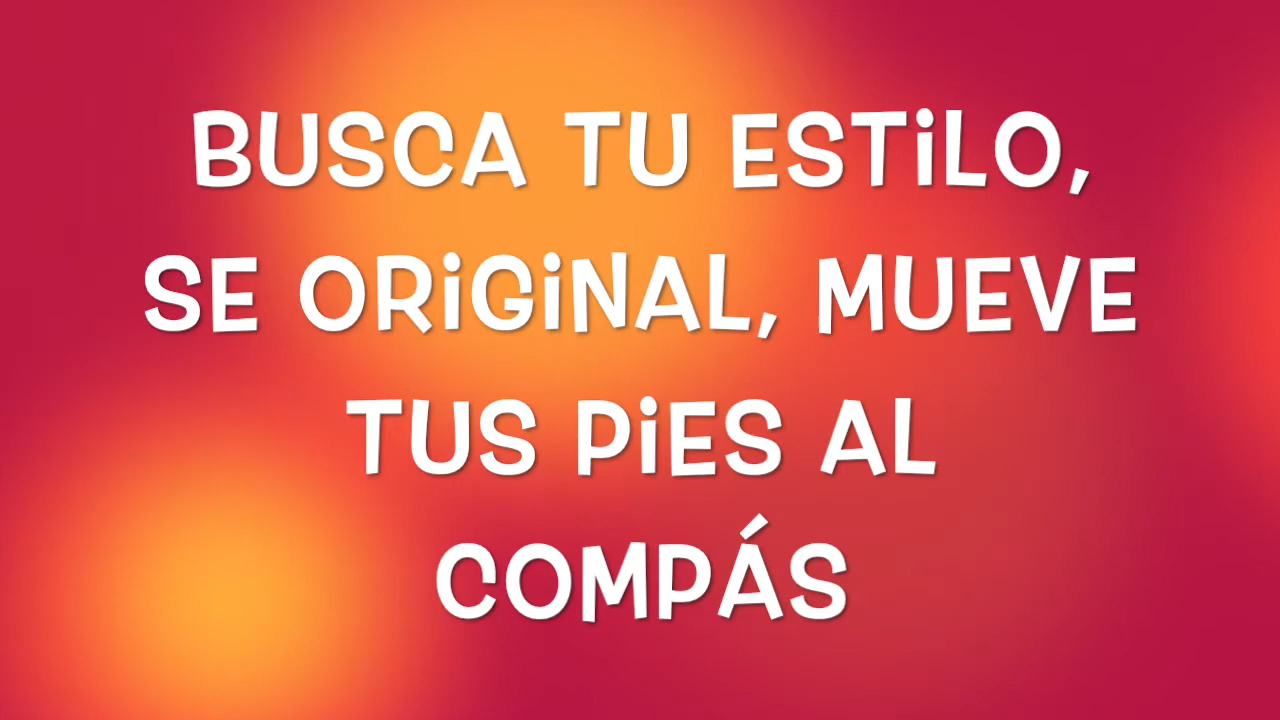 BUSCA TU ESTiLO,
SE ORiGiNAL, MUEVE
TUS PiES AL
COMPÁS